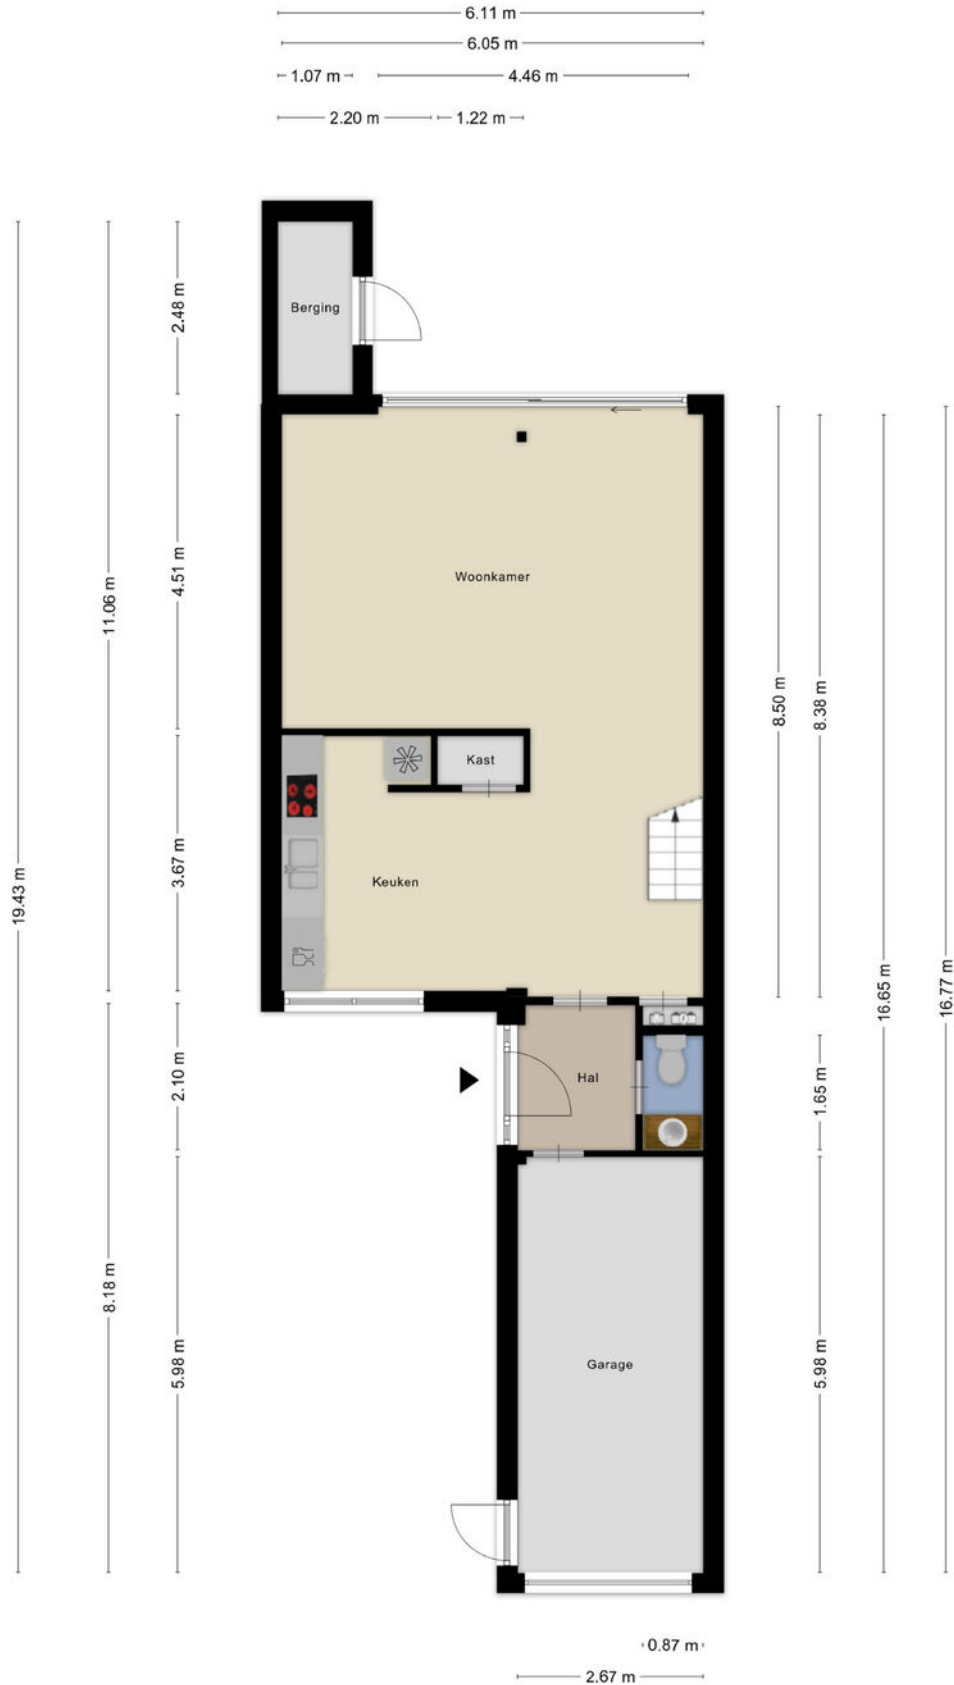 6.11 m
6.05 m
1.07 m
4.46 m
2.20 m
1.22 m
Berging
2.48 m
Woonkamer
4.51 m
11.06 m
8.50 m
8.38 m
Kast
Keuken
3.67 m
19.43 m
16.65 m
16.77 m
Hal
2.10 m
1.65 m
8.18 m
Garage
5.98 m
5.98 m
0.87 m
2.67 m